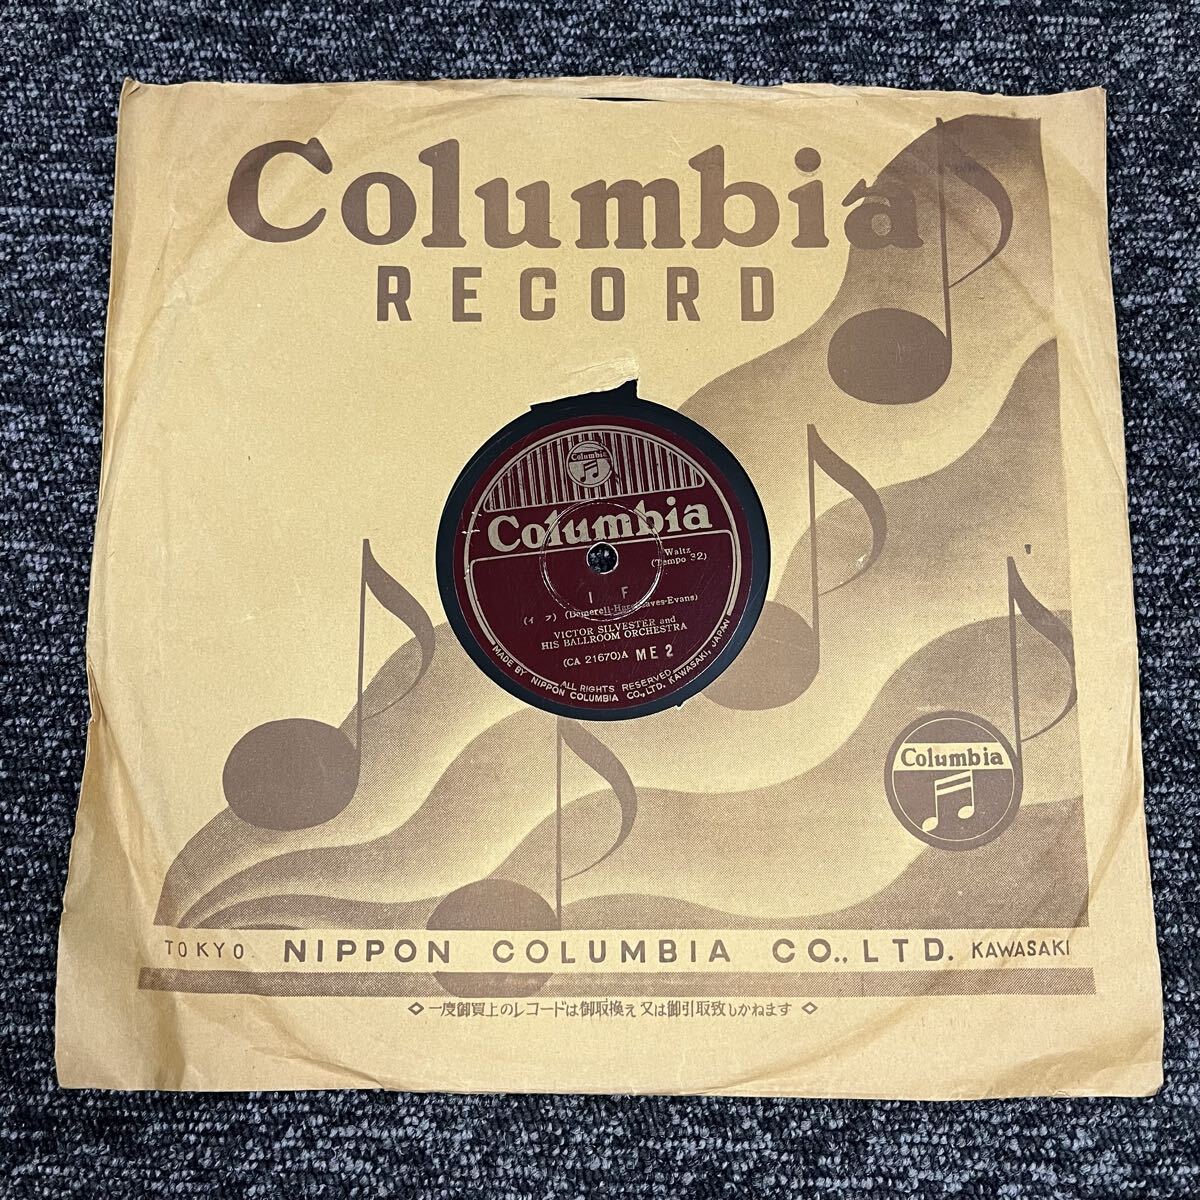 Columbia
RECORD
Columbia
Columbia
Waltz
(Tempo 32)
I F
(イフ) (Damerell-Hargreaves-Evans)
VICTOR SILVESTER and
HIS BALLROOM ORCHESTRA
(CA 21670)A ME 2
ALL RIGHTS RESERVED
MADE BY NIPPON COLUMBIA CO., LTD. KAWASAKI, JAPAN
Columbia
TOKYO. NIPPON COLUMBIA CO., LTD. KAWASAKI
◇ 一度御買上のレコードは御取換え又は御引取致しかねます ◇